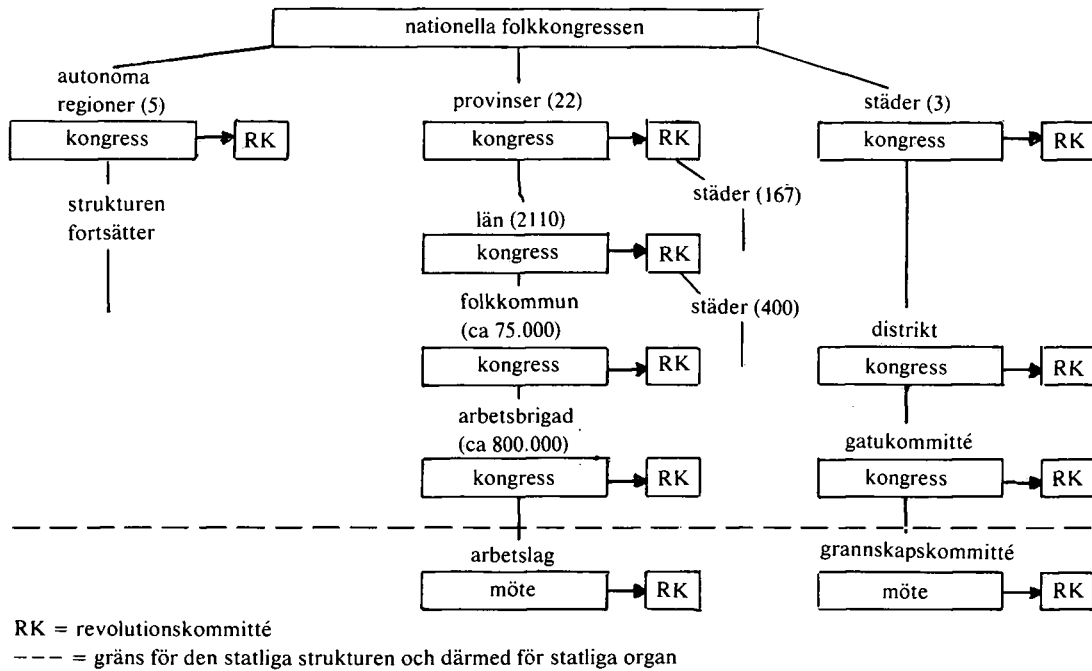 nationella folkkongressen
autonoma
regioner (5)
kongress
RK
strukturen
fortsätter
provinser (22)
kongress
RK
städer (167)
län (2110)
kongress
RK
städer (400)
folkkommun
(ca 75.000)
kongress
RK
arbetsbrigad
(ca 800.000)
kongress
RK
arbetslag
möte
RK
städer (3)
kongress
RK
distrikt
kongress
RK
gatukommitté
kongress
RK
grannskapskommitté
möte
RK
RK = revolutionskommitté
--- = gräns för den statliga strukturen och därmed för statliga organ